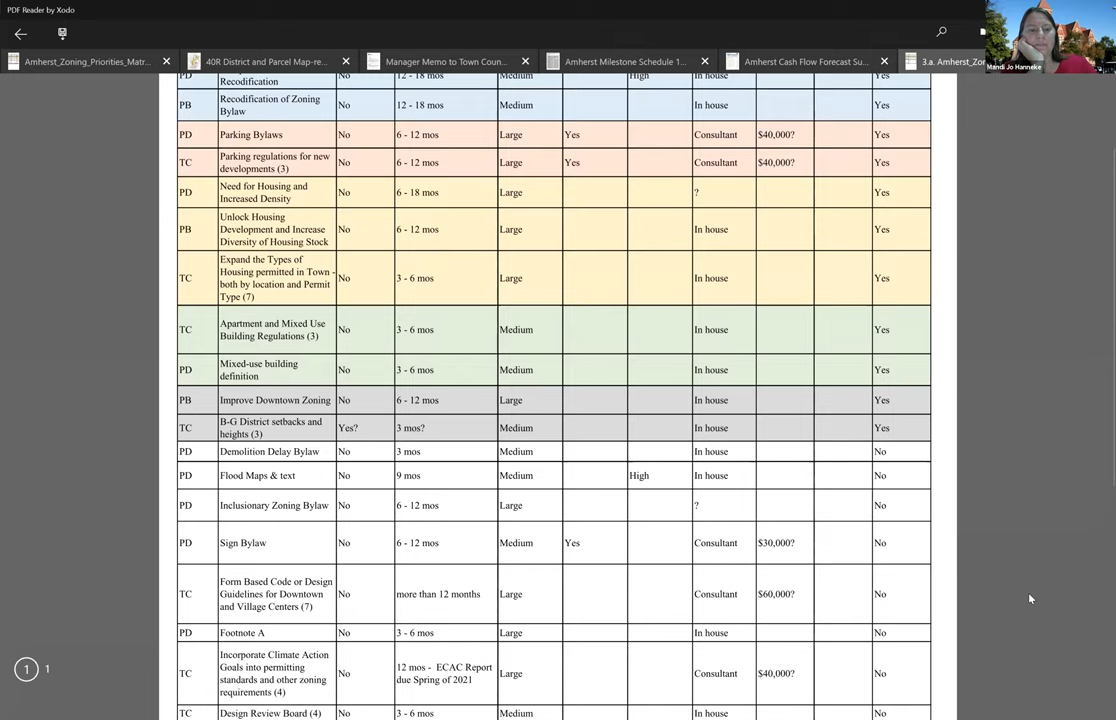 PDF Reader by Xodo
Amherst_Zoning_Priorities_Matr...
40R District and Parcel Map-re...
Manager Memo to Town Coun...
Amherst Milestone Schedule 1...
Amherst Cash Flow Forecast Su...
3.a. Amherst_Zon
Mandi Jo Hanneke
PD Recodification No 12 - 18 mos Medium High In house Yes
PB Recodification of Zoning Bylaw No 12 - 18 mos Medium In house Yes
PD Parking Bylaws No 6 - 12 mos Large Yes Consultant $40,000? Yes
TC Parking regulations for new developments (3) No 6 - 12 mos Large Yes Consultant $40,000? Yes
PD Need for Housing and Increased Density No 6 - 18 mos Large ? Yes
PB Unlock Housing Development and Increase Diversity of Housing Stock No 6 - 12 mos Large In house Yes
TC Expand the Types of Housing permitted in Town - both by location and Permit Type (7) No 3 - 6 mos Large In house Yes
TC Apartment and Mixed Use Building Regulations (3) No 3 - 6 mos Medium In house Yes
PD Mixed-use building definition No 3 - 6 mos Medium In house Yes
PB Improve Downtown Zoning No 6 - 12 mos Large In house Yes
TC B-G District setbacks and heights (3) Yes? 3 mos? Medium In house Yes
PD Demolition Delay Bylaw No 3 mos Medium In house No
PD Flood Maps & text No 9 mos Medium High In house No
PD Inclusionary Zoning Bylaw No 6 - 12 mos Large ? No
PD Sign Bylaw No 6 - 12 mos Medium Yes Consultant $30,000? No
TC Form Based Code or Design Guidelines for Downtown and Village Centers (7) No more than 12 months Large Consultant $60,000? No
PD Footnote A No 3 - 6 mos Large In house No
TC Incorporate Climate Action Goals into permitting standards and other zoning requirements (4) No 12 mos - ECAC Report due Spring of 2021 Large Consultant $40,000? No
TC Design Review Board (4) No 3 - 6 mos Medium In house No
1 1